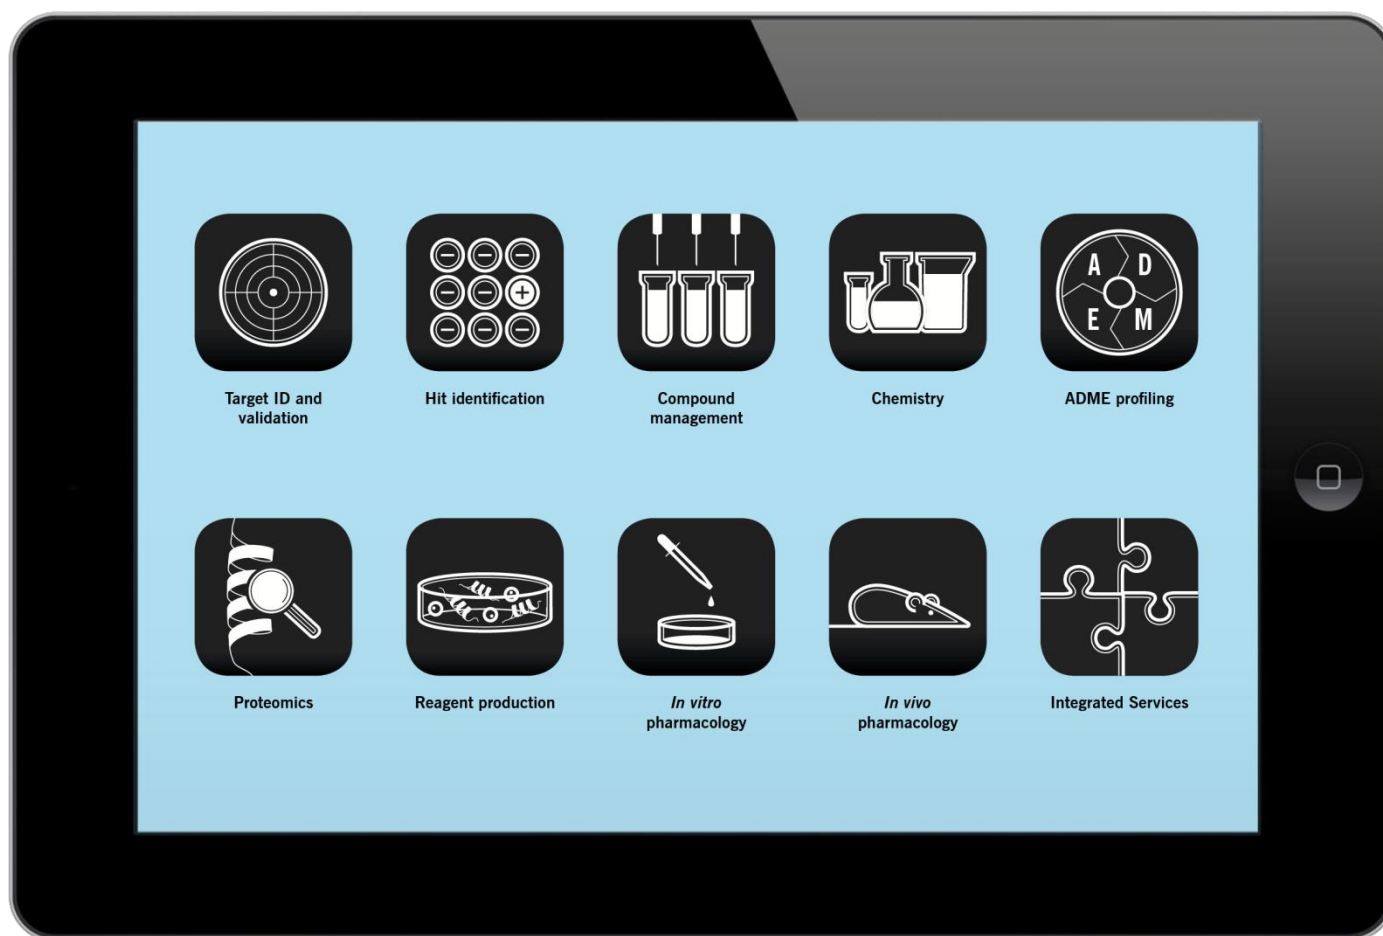 A D
E M
Target ID and
validation
Hit identification
Compound
management
Chemistry
ADME profiling
Proteomics
Reagent production
In vitro
pharmacology
In vivo
pharmacology
Integrated Services